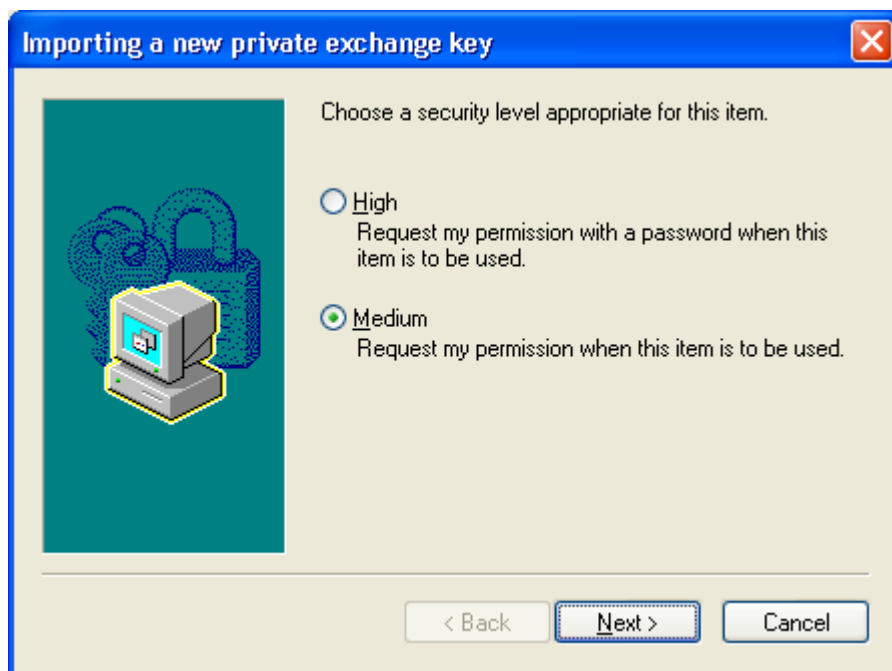 Importing a new private exchange key
Choose a security level appropriate for this item.
High
Request my permission with a password when this
item is to be used.
Medium
Request my permission when this item is to be used.
< Back
Next >
Cancel